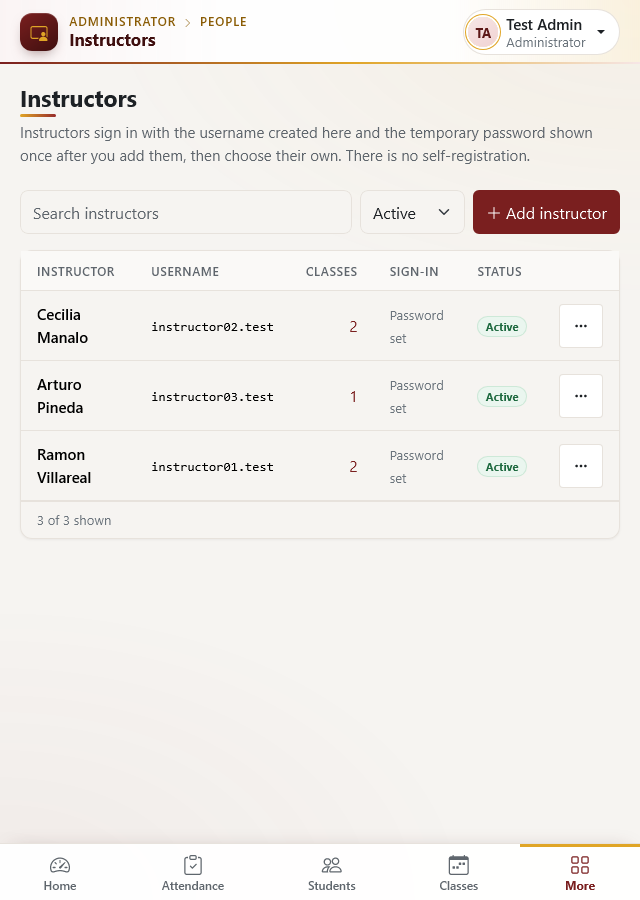 ADMINISTRATOR > PEOPLE
Instructors
TA
Test Admin
Administrator
Instructors
Instructors sign in with the username created here and the temporary password shown
once after you add them, then choose their own. There is no self-registration.
Search instructors
Active
+ Add instructor
INSTRUCTOR USERNAME CLASSES SIGN-IN STATUS
Cecilia
Manalo
instructor02.test
2
Password
set
Active
...
Arturo
Pineda
instructor03.test
1
Password
set
Active
...
Ramon
Villareal
instructor01.test
2
Password
set
Active
...
3 of 3 shown
Home
Attendance
Students
Classes
More